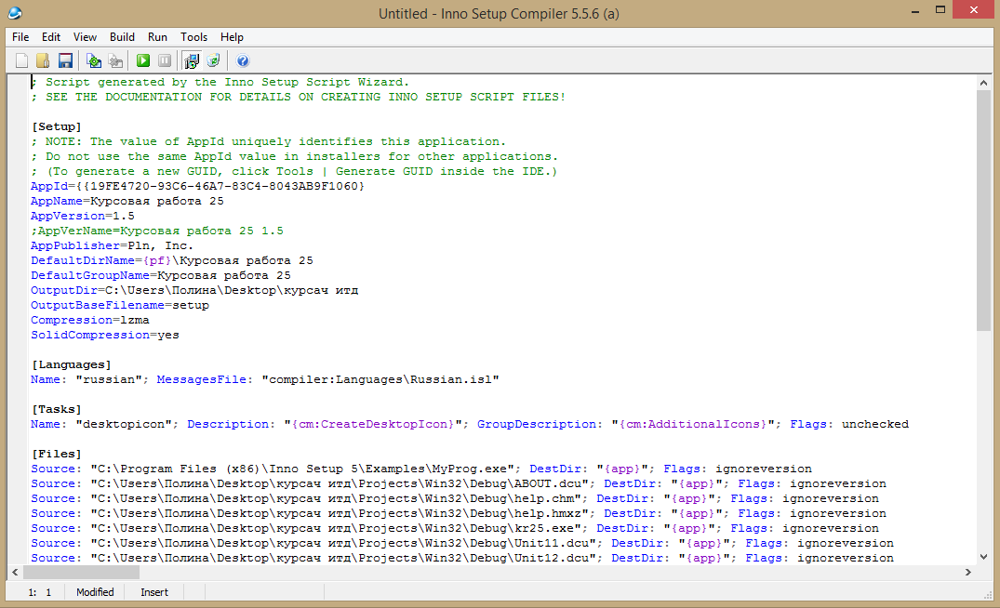 Untitled - Inno Setup Compiler 5.5.6 (a)
File Edit View Build Run Tools Help
; Script generated by the Inno Setup Script Wizard.
; SEE THE DOCUMENTATION FOR DETAILS ON CREATING INNO SETUP SCRIPT FILES!
[Setup]
; NOTE: The value of AppId uniquely identifies this application.
; Do not use the same AppId value in installers for other applications.
; (To generate a new GUID, click Tools | Generate GUID inside the IDE.)
AppId={{19FE4720-93C6-46A7-83C4-8043AB9F1060}
AppName=Курсовая работа 25
AppVersion=1.5
;AppVerName=Курсовая работа 25 1.5
AppPublisher=Pln, Inc.
DefaultDirName={pf}\Курсовая работа 25
DefaultGroupName=Курсовая работа 25
OutputDir=C:\Users\Полина\Desktop\курсач итд
OutputBaseFilename=setup
Compression=lzma
SolidCompression=yes
[Languages]
Name: "russian"; MessagesFile: "compiler:Languages\Russian.isl"
[Tasks]
Name: "desktopicon"; Description: "{cm:CreateDesktopIcon}"; GroupDescription: "{cm:AdditionalIcons}"; Flags: unchecked
[Files]
Source: "C:\Program Files (x86)\Inno Setup 5\Examples\MyProg.exe"; DestDir: "{app}"; Flags: ignoreversion
Source: "C:\Users\Полина\Desktop\курсач итд\Projects\Win32\Debug\ABOUT.dcu"; DestDir: "{app}"; Flags: ignoreversion
Source: "C:\Users\Полина\Desktop\курсач итд\Projects\Win32\Debug\help.chm"; DestDir: "{app}"; Flags: ignoreversion
Source: "C:\Users\Полина\Desktop\курсач итд\Projects\Win32\Debug\help.hmxz"; DestDir: "{app}"; Flags: ignoreversion
Source: "C:\Users\Полина\Desktop\курсач итд\Projects\Win32\Debug\kr25.exe"; DestDir: "{app}"; Flags: ignoreversion
Source: "C:\Users\Полина\Desktop\курсач итд\Projects\Win32\Debug\Unit11.dcu"; DestDir: "{app}"; Flags: ignoreversion
Source: "C:\Users\Полина\Desktop\курсач итд\Projects\Win32\Debug\Unit12.dcu"; DestDir: "{app}"; Flags: ignoreversion
1: 1 Modified Insert